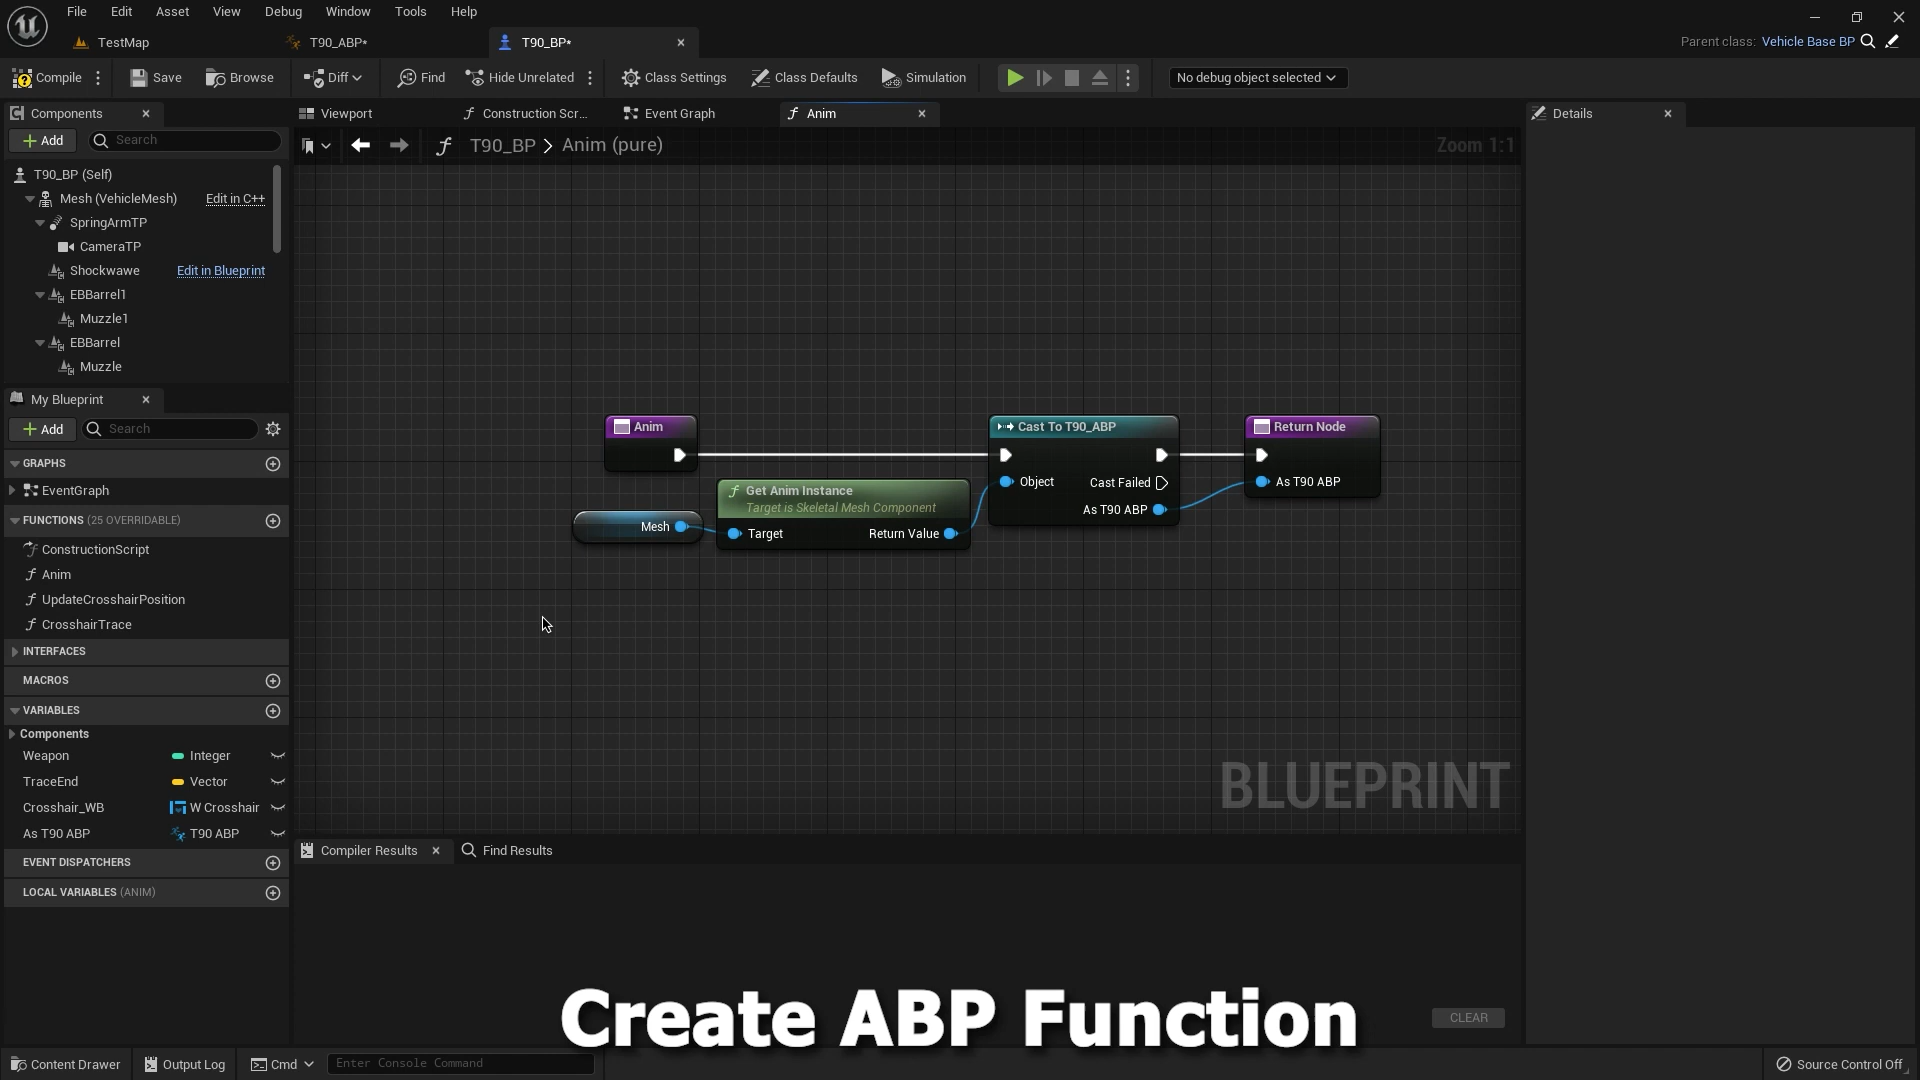 File Edit Asset View Debug Window Tools Help
TestMap T90_ABP* T90_BP* Parent class: Vehicle Base BP
Compile Save Browse Diff Find Hide Unrelated Class Settings Class Defaults Simulation No debug object selected
Components Viewport Construction Scr... Event Graph Anim Details
Add Search
T90_BP > Anim (pure) Zoom 1:1
T90_BP (Self)
Mesh (VehicleMesh) Edit in C++
SpringArmTP
CameraTP
Shockwawe Edit in Blueprint
EBBarrel1
Muzzle1
EBBarrel
Muzzle
My Blueprint
Add Search
GRAPHS
EventGraph
FUNCTIONS (25 OVERRIDABLE)
ConstructionScript
Anim
UpdateCrosshairPosition
CrosshairTrace
INTERFACES
MACROS
VARIABLES
Components
Weapon Integer
TraceEnd Vector
Crosshair_WB W Crosshair
As T90 ABP T90 ABP
EVENT DISPATCHERS
LOCAL VARIABLES (ANIM)
Anim
Mesh
Get Anim Instance
Target is Skeletal Mesh Component
Target Return Value
Cast To T90_ABP
Object Cast Failed
As T90 ABP
Return Node
As T90 ABP
BLUEPRINT
Compiler Results Find Results
Create ABP Function
CLEAR
Content Drawer Output Log Cmd Enter Console Command Source Control Off